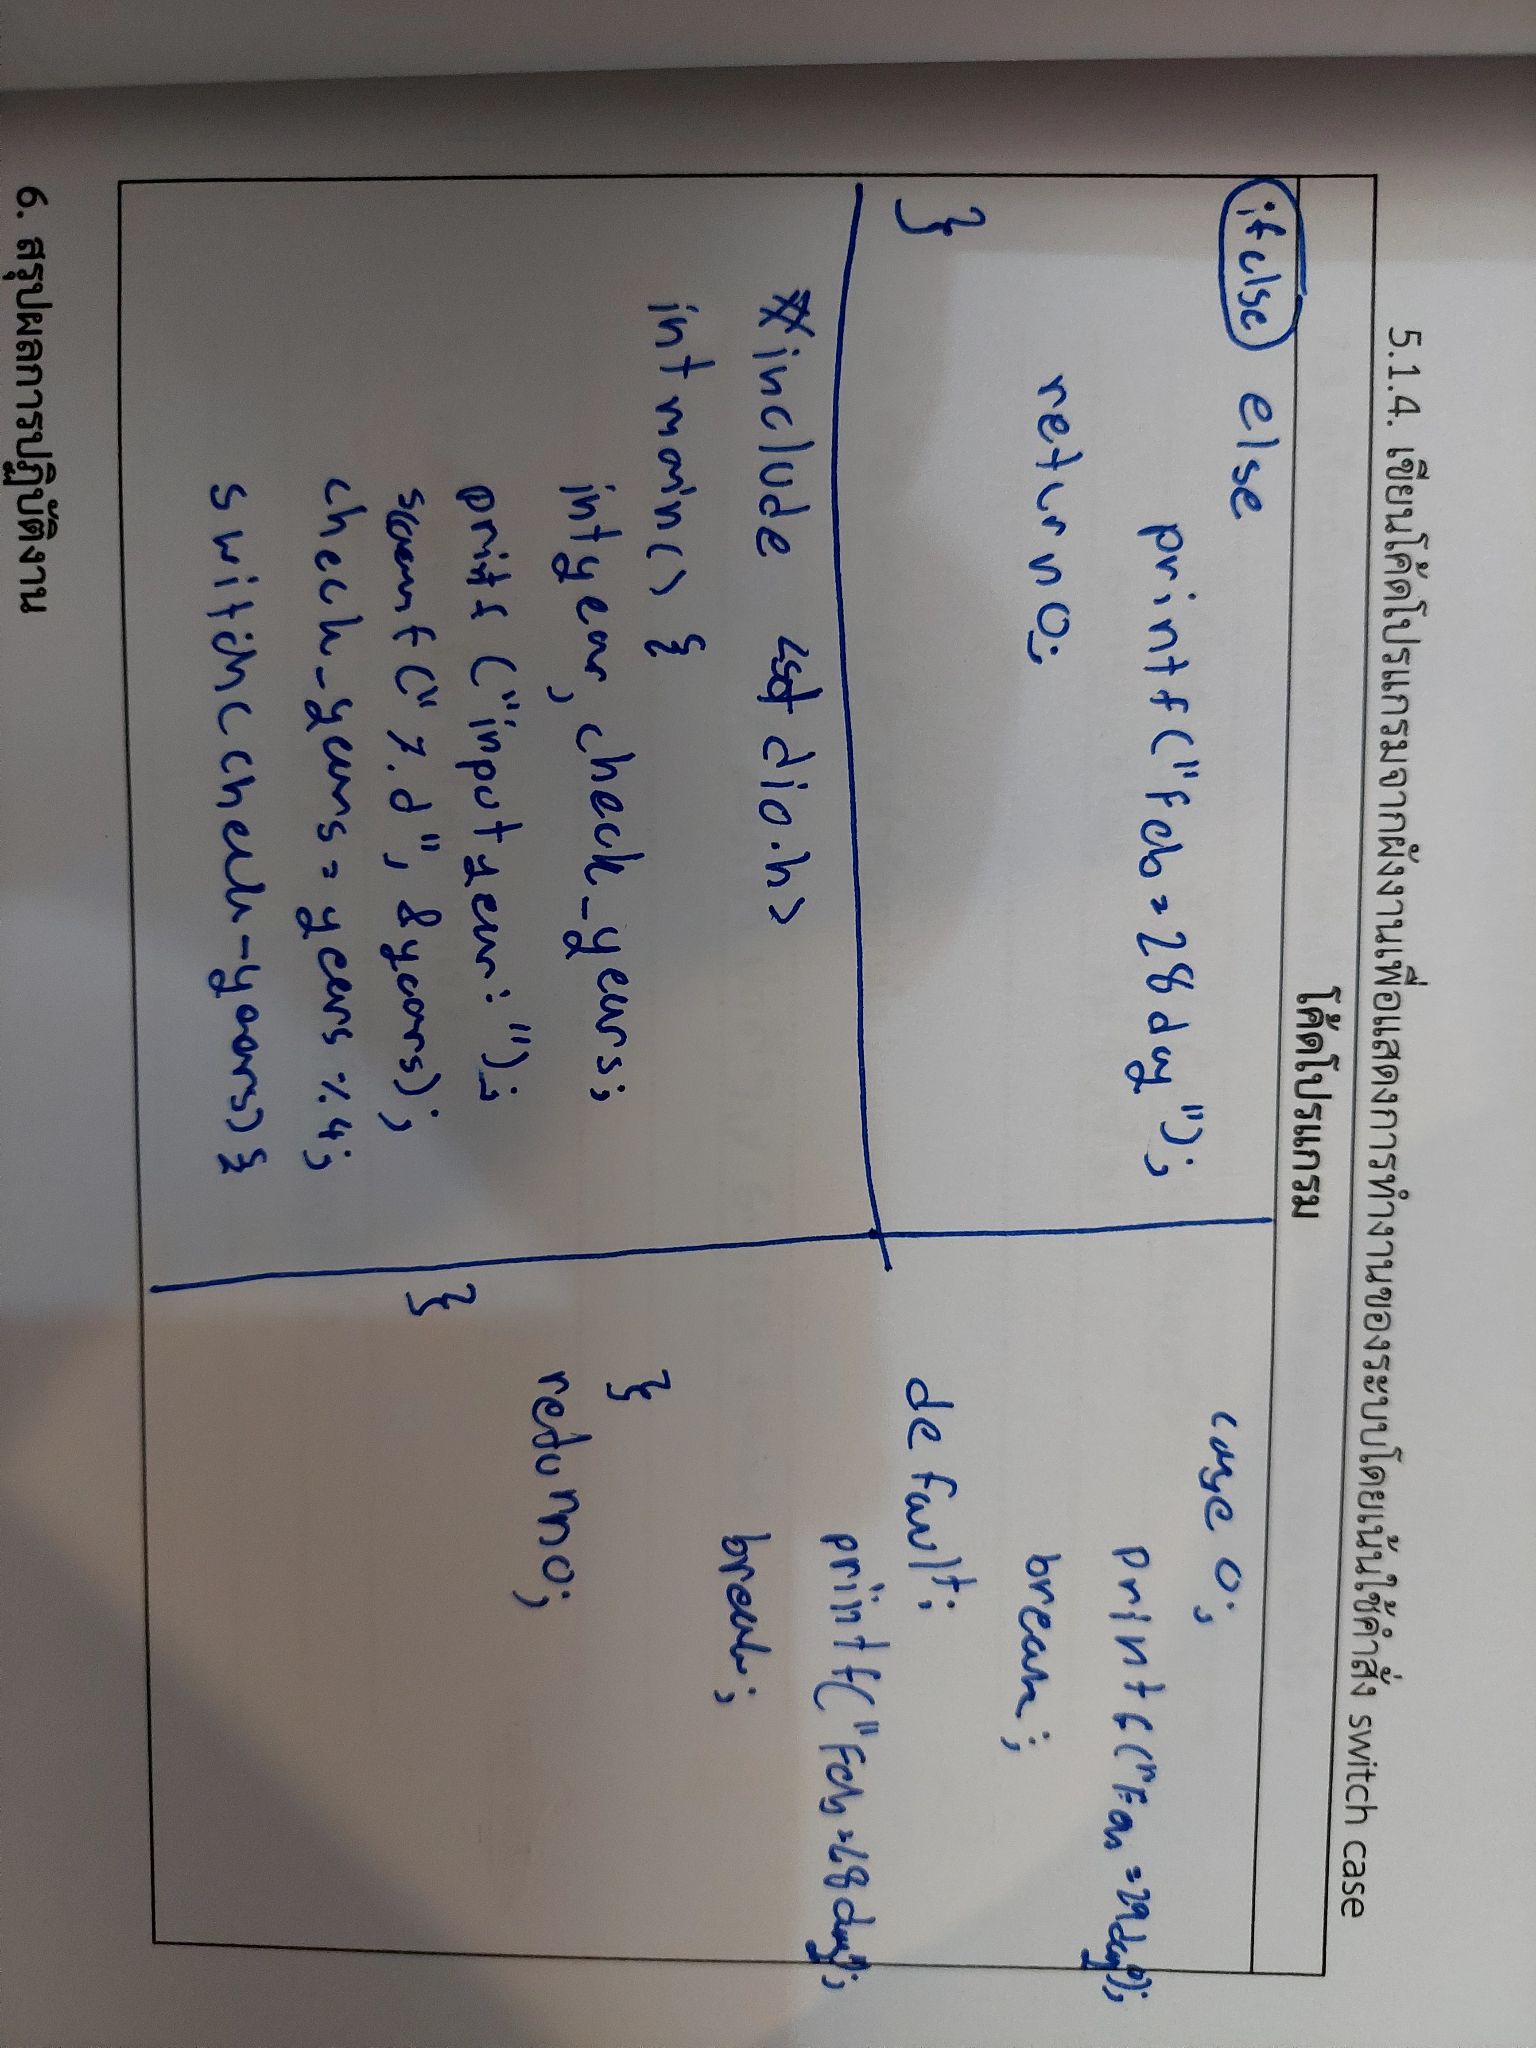 5.1.4. เขียนโค้ดโปรแกรมจากผังงานเพื่อแสดงการทำงานของระบบโดยเน้นใช้คำสั่ง switch case
โค้ดโปรแกรม
if else else
printf("Feb=28day");
return 0;
}
#include <stdio.h>
int main() {
int year, check_years;
printf("input year:");
scanf("%d", &years);
check_years = years %4;
switch(check_years) {
case 0;
printf("Feb=29day");
break;
default;
printf("Feb=28day");
break;
}
return 0;
}
6. สรุปผลการปฏิบัติงาน